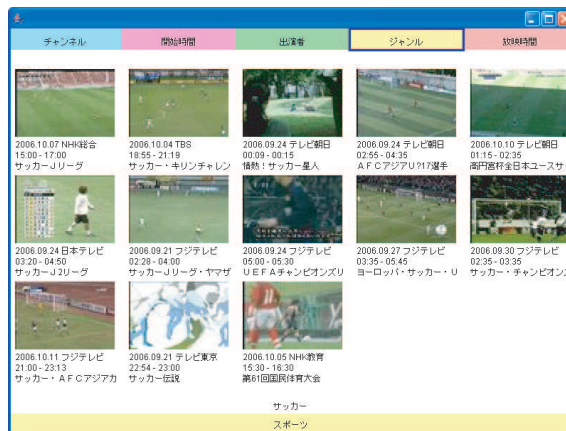 チャンネル
開始時間
出演者
ジャンル
放映時間
2006.10.07 NHK総合
15:00 - 17:00
サッカーJリーグ
2006.10.04 TBS
18:55 - 21:19
サッカー・キリンチャレン
2006.09.24 テレビ朝日
00:09 - 00:15
情熱!サッカー星人
2006.09.24 テレビ朝日
02:55 - 04:35
AFCアジアU?17選手
2006.10.10 テレビ朝日
01:15 - 02:35
高円宮杯全日本ユースサ
2006.09.24 日本テレビ
03:20 - 04:50
サッカーJ2リーグ
2006.09.21 フジテレビ
02:28 - 04:00
サッカーJリーグ・ヤマザ
2006.09.24 フジテレビ
05:00 - 05:30
UEFAチャンピオンズリ
2006.09.27 フジテレビ
03:35 - 05:45
ヨーロッパ・サッカー・U
2006.09.30 フジテレビ
02:35 - 03:35
サッカー・チャンピオン
2006.10.11 フジテレビ
21:00 - 23:13
サッカー・AFCアジアカ
2006.09.21 テレビ東京
22:54 - 23:00
サッカー伝説
2006.10.05 NHK教育
15:30 - 16:30
第61回国民体育大会
サッカー
スポーツ